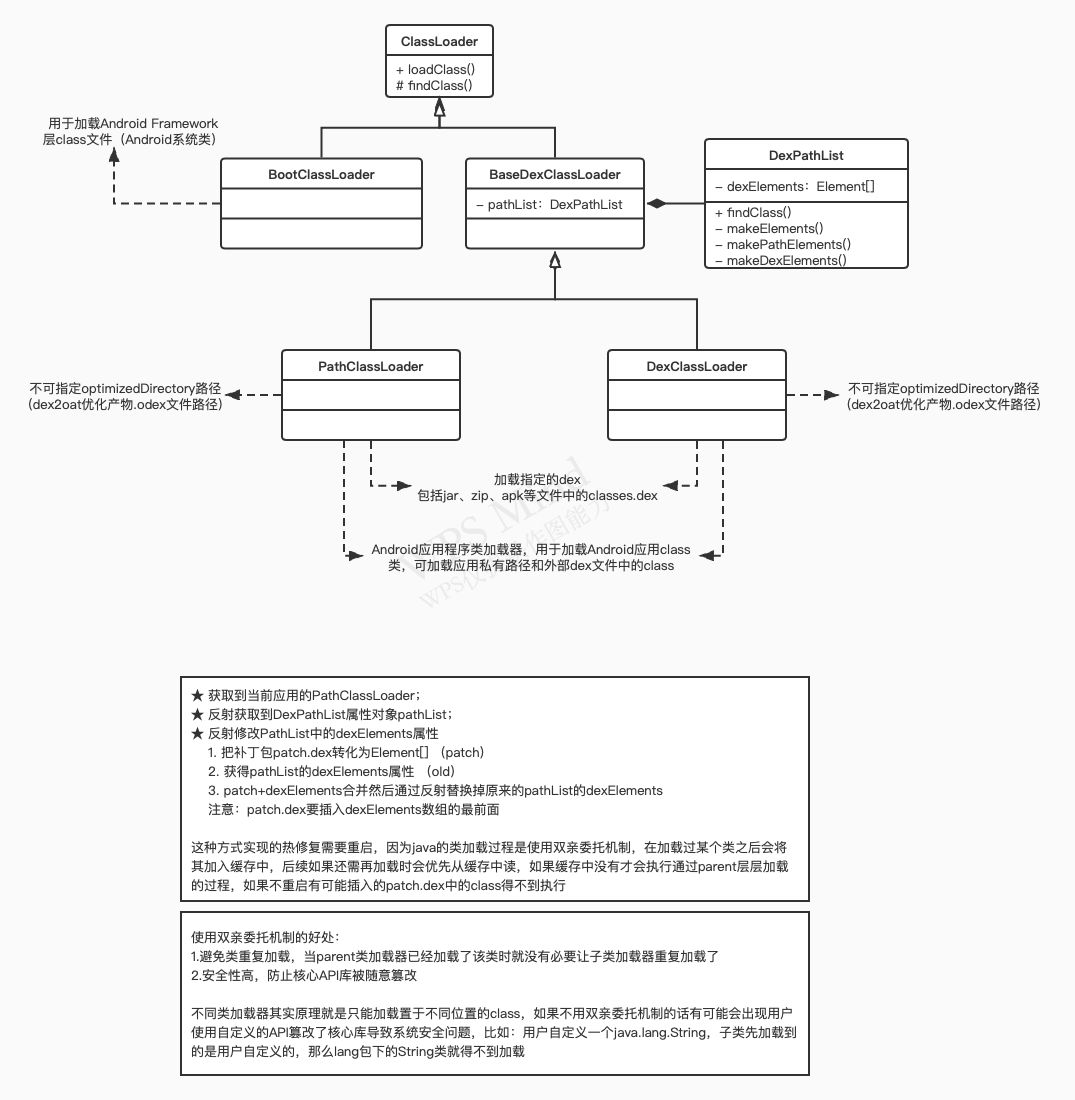 ClassLoader
+ loadClass()
# findClass()
用于加载Android Framework
层class文件（Android系统类）
BootClassLoader
BaseDexClassLoader
– pathList：DexPathList
DexPathList
– dexElements：Element[]
+ findClass()
– makeElements()
– makePathElements()
– makeDexElements()
PathClassLoader
DexClassLoader
不可指定optimizedDirectory路径
(dex2oat优化产物.odex文件路径)
不可指定optimizedDirectory路径
(dex2oat优化产物.odex文件路径)
加载指定的dex
包括jar、zip、apk等文件中的classes.dex
Android应用程序类加载器，用于加载Android应用class
类，可加载应用私有路径和外部dex文件中的class
★ 获取到当前应用的PathClassLoader；
★ 反射获取到DexPathList属性对象pathList；
★ 反射修改PathList中的dexElements属性
1. 把补丁包patch.dex转化为Element[] （patch）
2. 获得pathList的dexElements属性 （old）
3. patch+dexElements合并然后通过反射替换掉原来的pathList的dexElements
注意：patch.dex要插入dexElements数组的最前面
这种方式实现的热修复需要重启，因为java的类加载过程是使用双亲委托机制，在加载过某个类之后会将
其加入缓存中，后续如果还需再加载时会优先从缓存中读，如果缓存中没有才会执行通过parent层层加载
的过程，如果不重启有可能插入的patch.dex中的class得不到执行
使用双亲委托机制的好处：
1.避免类重复加载，当parent类加载器已经加载了该类时就没有必要让子类加载器重复加载了
2.安全性高，防止核心API库被随意篡改
不同类加载器其实原理就是只能加载置于不同位置的class，如果不用双亲委托机制的话有可能会出现用户
使用自定义的API篡改了核心库导致系统安全问题，比如：用户自定义一个java.lang.String，子类先加载到
的是用户自定义的，那么lang包下的String类就得不到加载